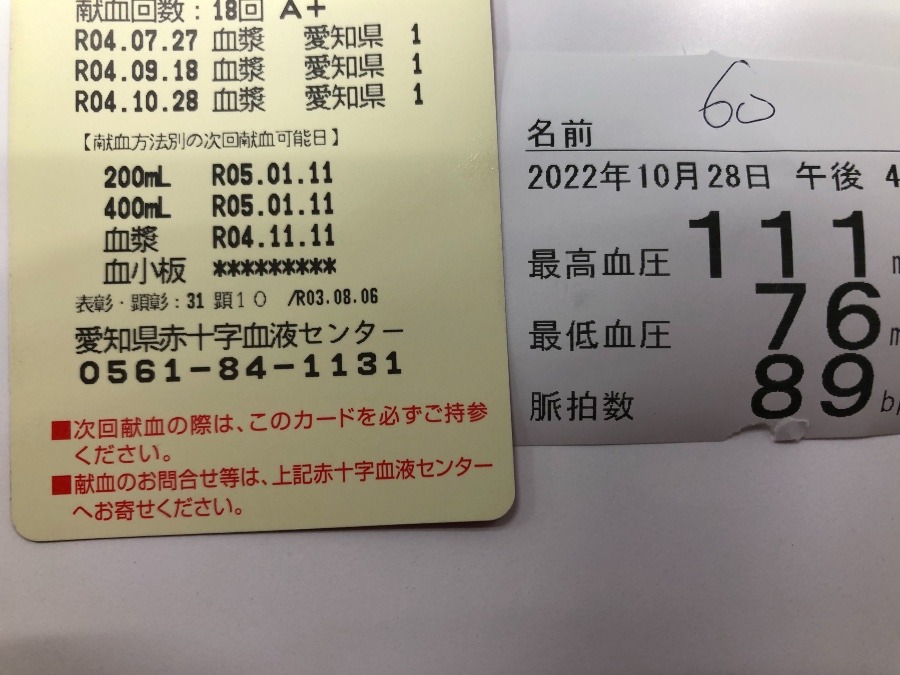 献血回数: 18回 A+
R04.07.27 血漿 愛知県 1
R04.09.18 血漿 愛知県 1
R04.10.28 血漿 愛知県 1
【献血方法別の次回献血可能日】
200mL R05.01.11
400mL R05.01.11
血漿 R04.11.11
血小板 *********
表彰・顕彰: 31 顕10 /R03.08.06
愛知県赤十字血液センター
0561-84-1131
■次回献血の際は、このカードを必ずご持参
ください。
■献血のお問合せ等は、上記赤十字血液センター
へお寄せください。
60
名前
2022年10月28日 午後 4
最高血圧 111
最低血圧 76
脈拍数 89